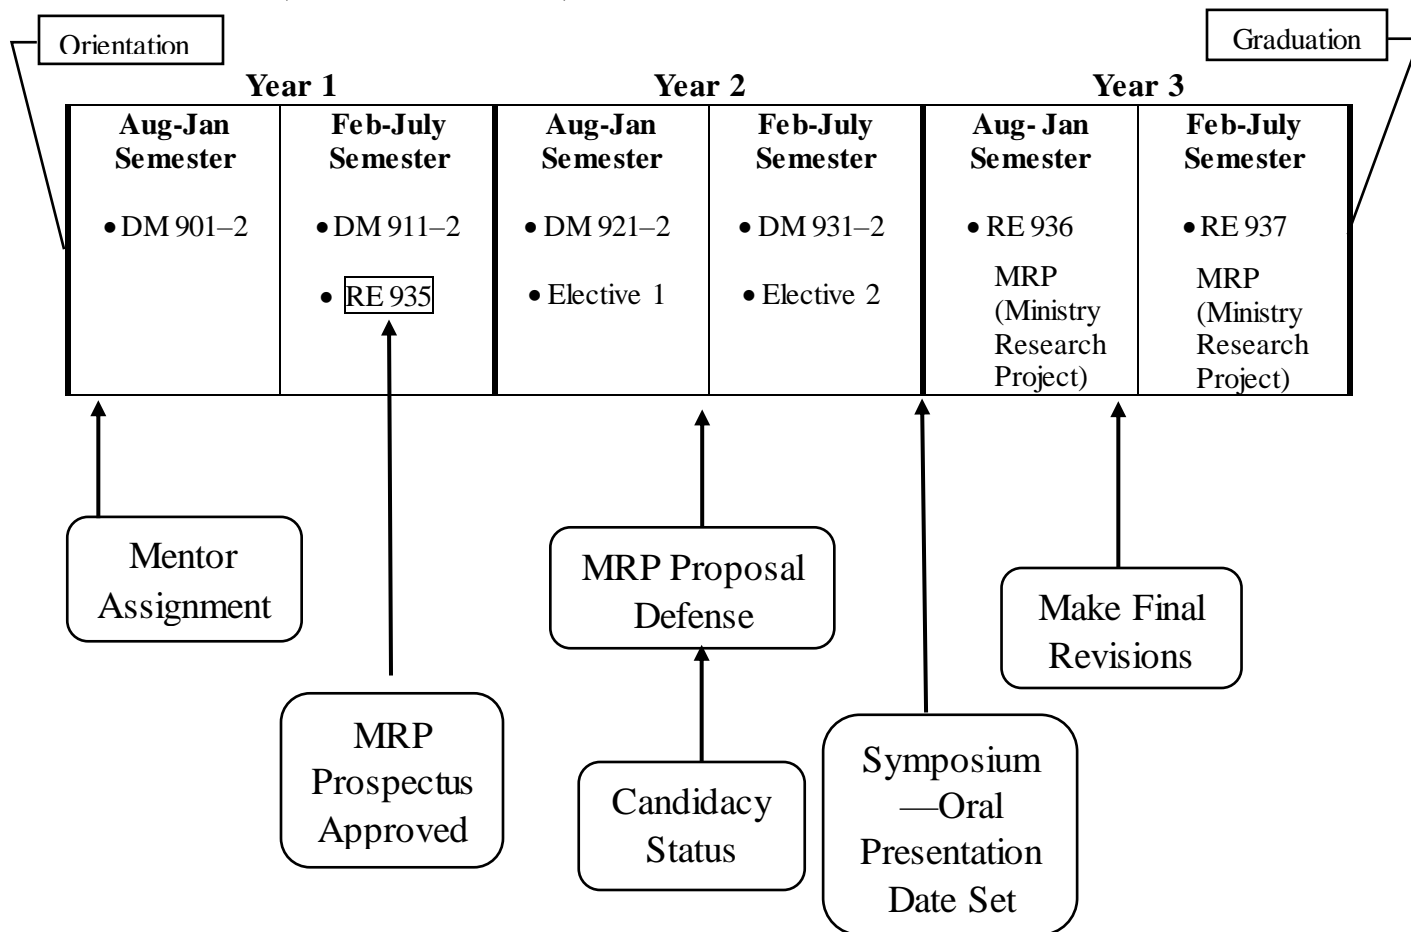 Orientation
Graduation
Year 1
Year 2
Year 3
Aug-Jan
Semester
Feb-July
Semester
Aug-Jan
Semester
Feb-July
Semester
Aug- Jan
Semester
Feb-July
Semester
• DM 901–2
• DM 911–2
• DM 921–2
• DM 931–2
• RE 936
• RE 937
• RE 935
• Elective 1
• Elective 2
MRP
(Ministry
Research
Project)
MRP
(Ministry
Research
Project)
Mentor
Assignment
MRP Proposal
Defense
Make Final
Revisions
MRP
Prospectus
Approved
Candidacy
Status
Symposium
—Oral
Presentation
Date Set